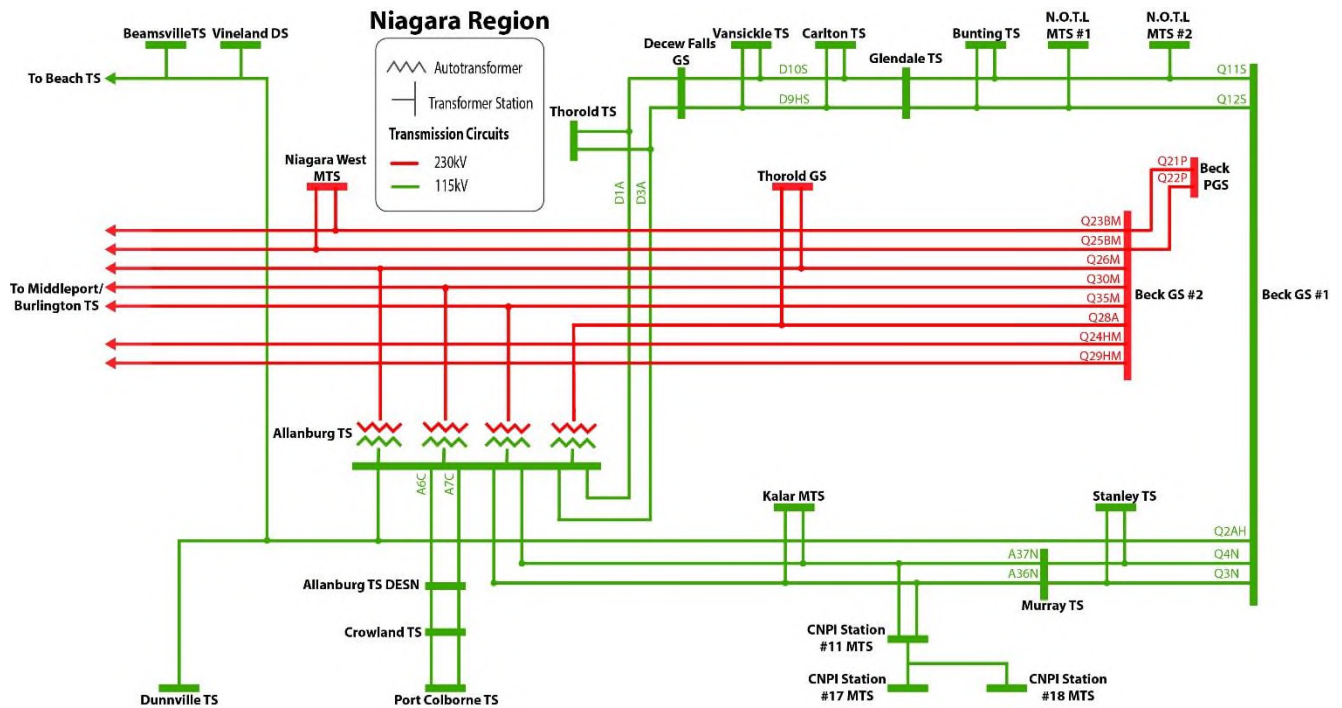 Niagara Region
Autotransformer
Transformer Station
Transmission Circuits
230kV
115kV
BeamsvilleTS
Vineland DS
To Beach TS
Decew Falls
GS
Vansickle TS
Carlton TS
Glendale TS
Bunting TS
N.O.T.L
MTS #1
N.O.T.L
MTS #2
D10S
Q11S
D9HS
Q12S
Thorold TS
D1A
D3A
Niagara West
MTS
Thorold GS
Q21P
Q22P
Beck
PGS
Q23BM
Q25BM
Q26M
Q30M
Q35M
Q28A
Q24HM
Q29HM
To Middleport/
Burlington TS
Beck GS #2
Beck GS #1
Allanburg TS
A6C
A7C
Kalar MTS
Stanley TS
Q2AH
A37N
Q4N
A36N
Q3N
Murray TS
Allanburg TS DESN
Crowland TS
CNPI Station
#11 MTS
Dunnville TS
Port Colborne TS
CNPI Station
#17 MTS
CNPI Station
#18 MTS